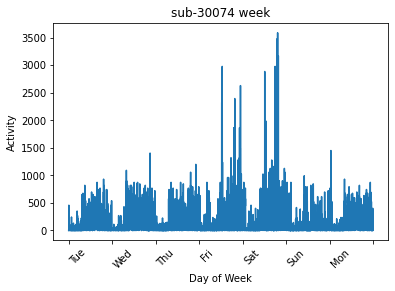 sub-30074 week
3500
3000
2500
2000
1500
1000
500
0
Activity
Tue
Wed
Thu
Fri
Sat
Sun
Mon
Day of Week